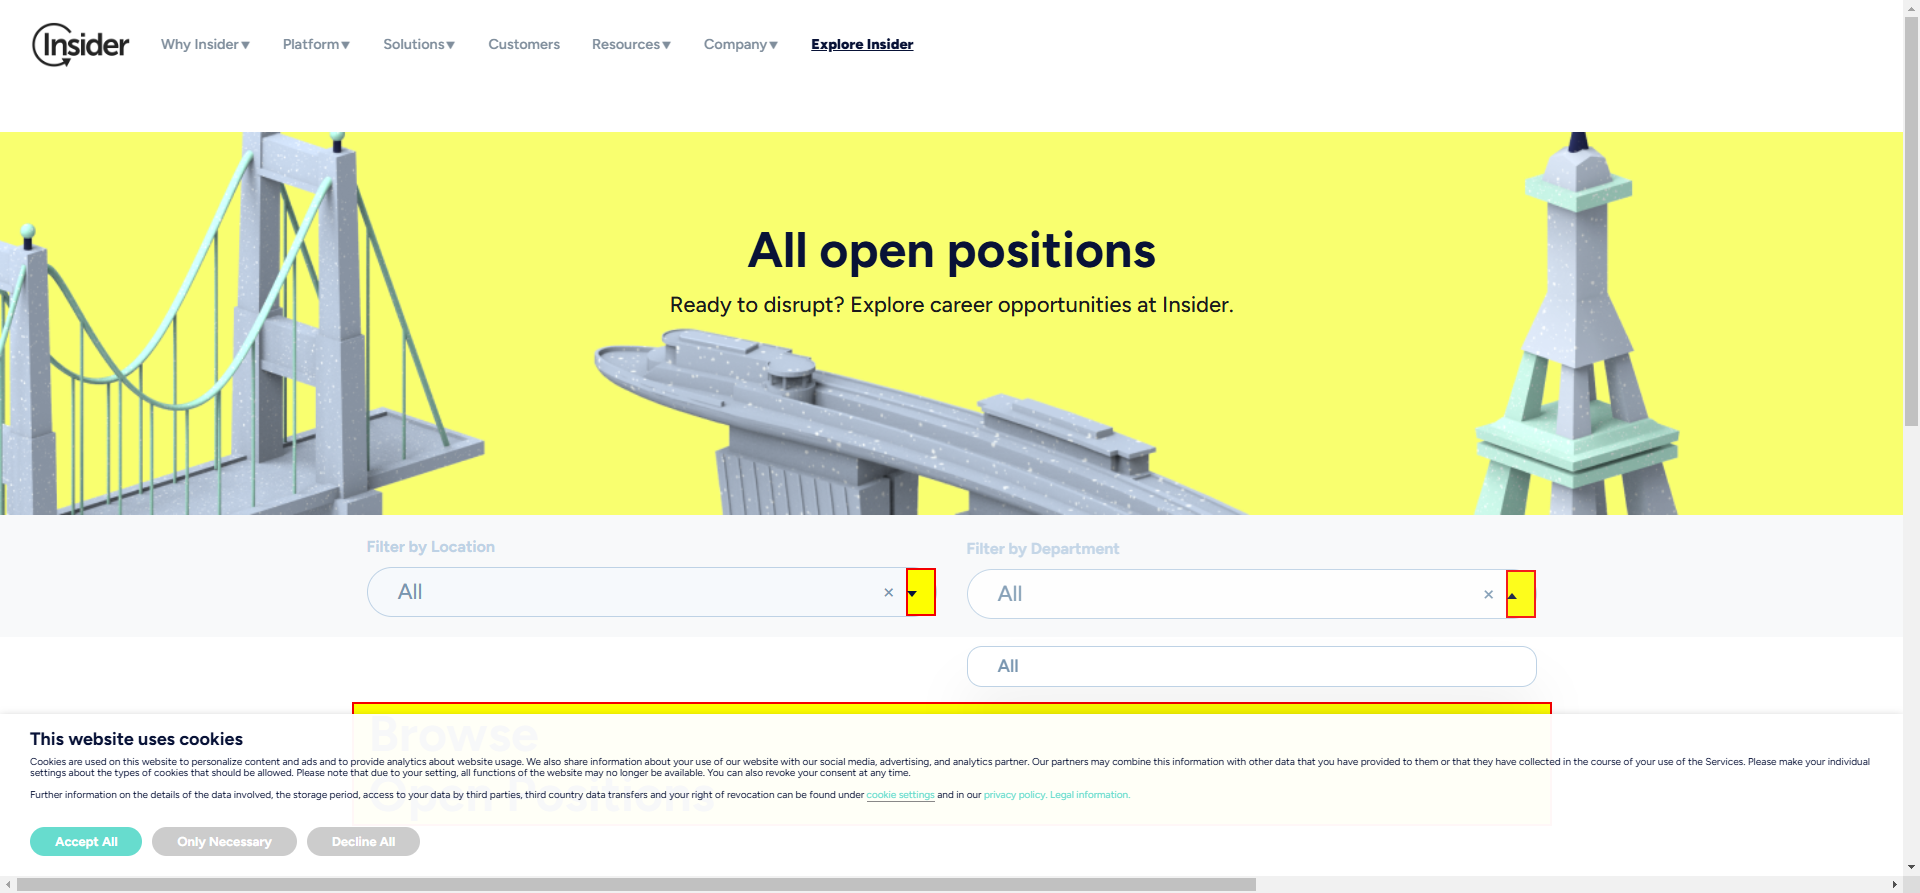 Insider
Why Insider▼ Platform▼ Solutions▼ Customers Resources▼ Company▼ Explore Insider
All open positions
Ready to disrupt? Explore career opportunities at Insider.
Filter by Location
All × ▼
Filter by Department
All × ▲
All
Browse
Open Positions
This website uses cookies
Cookies are used on this website to personalize content and ads and to provide analytics about website usage. We also share information about your use of our website with our social media, advertising, and analytics partner. Our partners may combine this information with other data that you have provided to them or that they have collected in the course of your use of the Services. Please make your individual
settings about the types of cookies that should be allowed. Please note that due to your setting, all functions of the website may no longer be available. You can also revoke your consent at any time.
Further information on the details of the data involved, the storage period, access to your data by third parties, third country data transfers and your right of revocation can be found under cookie settings and in our privacy policy. Legal information.
Accept All Only Necessary Decline All